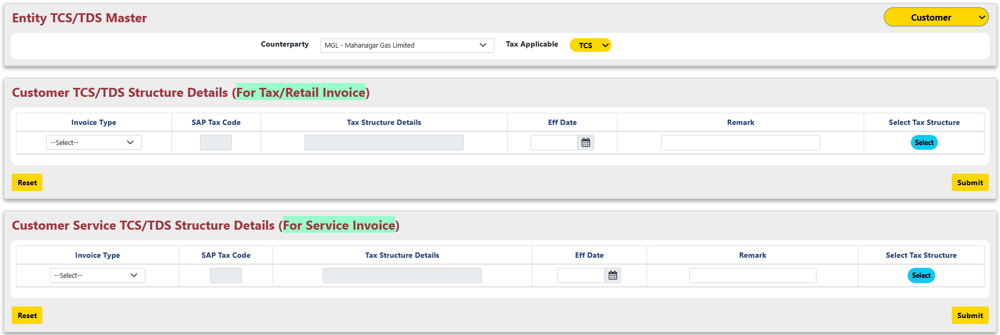 Entity TCS/TDS Master
Customer
Counterparty MGL - Mahanagar Gas Limited Tax Applicable TCS
Customer TCS/TDS Structure Details (For Tax/Retail Invoice)
Invoice Type SAP Tax Code Tax Structure Details Eff Date Remark Select Tax Structure
--Select-- Select
Reset Submit
Customer Service TCS/TDS Structure Details (For Service Invoice)
Invoice Type SAP Tax Code Tax Structure Details Eff Date Remark Select Tax Structure
--Select-- Select
Reset Submit